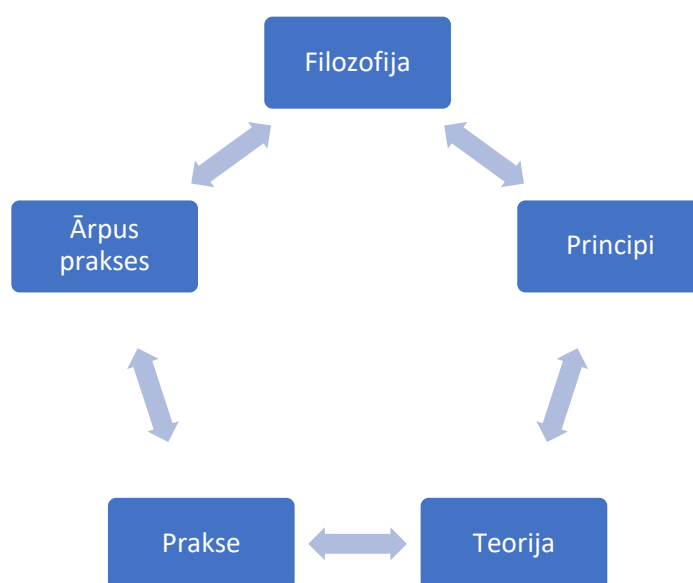 Filozofija
Ārpus
prakses
Principi
Prakse
Teorija